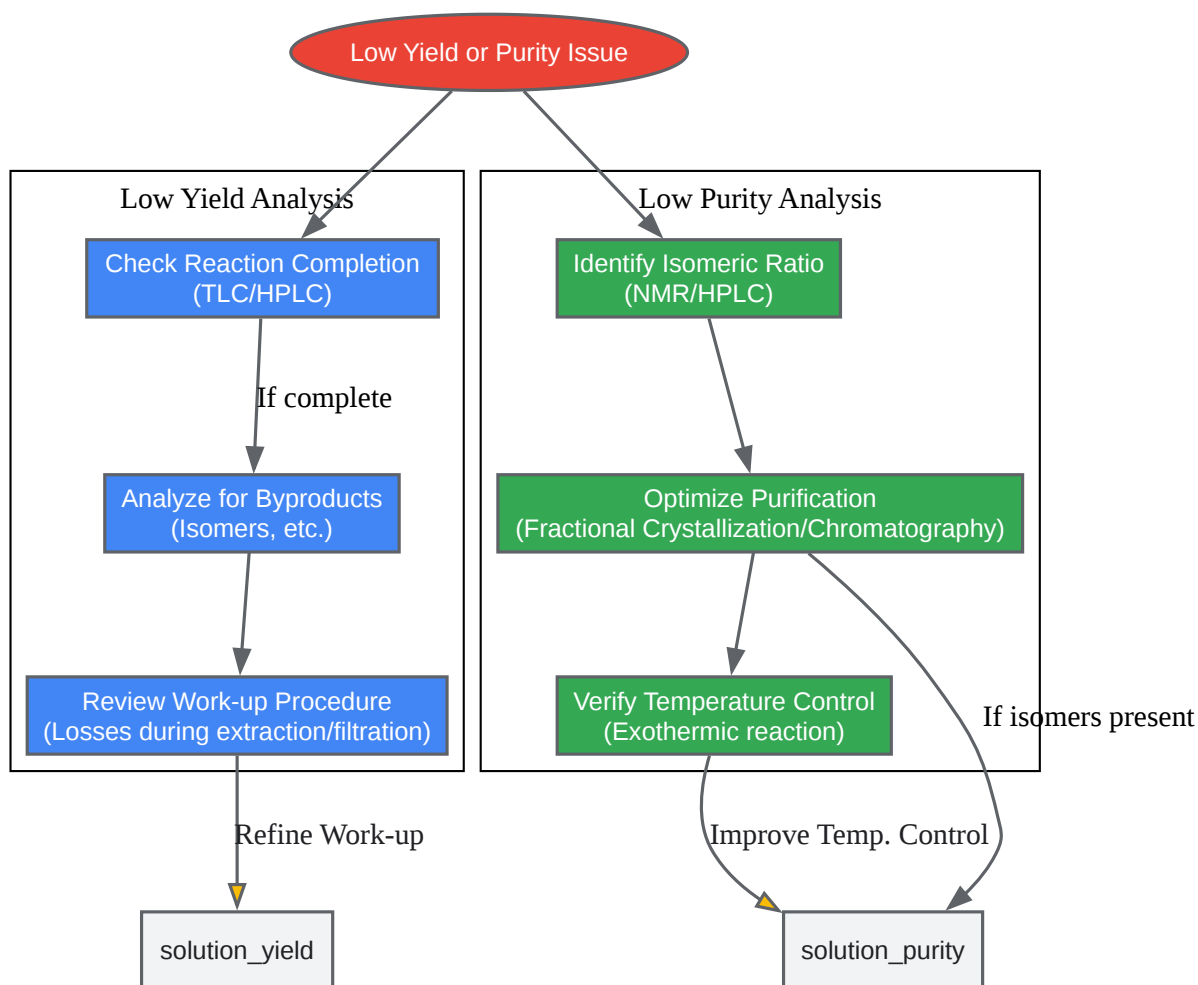 Low Yield or Purity Issue
Low Yield Analysis
Check Reaction Completion
(TLC/HPLC)
If complete
Analyze for Byproducts
(Isomers, etc.)
Review Work-up Procedure
(Losses during extraction/filtration)
Refine Work-up
solution_yield
Low Purity Analysis
Identify Isomeric Ratio
(NMR/HPLC)
Optimize Purification
(Fractional Crystallization/Chromatography)
Verify Temperature Control
(Exothermic reaction)
If isomers present
Improve Temp. Control
solution_purity